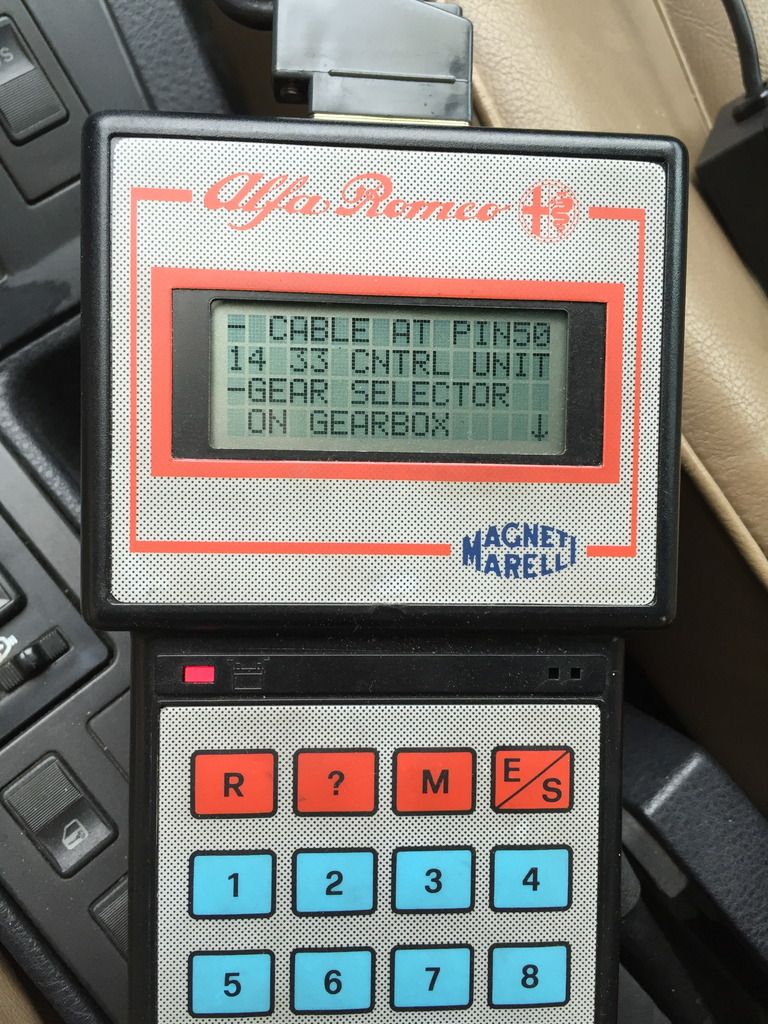 Alfa Romeo
- CABLE AT PIN50
14 33 CNTRL UNIT
-GEAR SELECTOR
ON GEARBOX ↓
MAGNETI
MARELLI
R ? M E/S
1 2 3 4
5 6 7 8